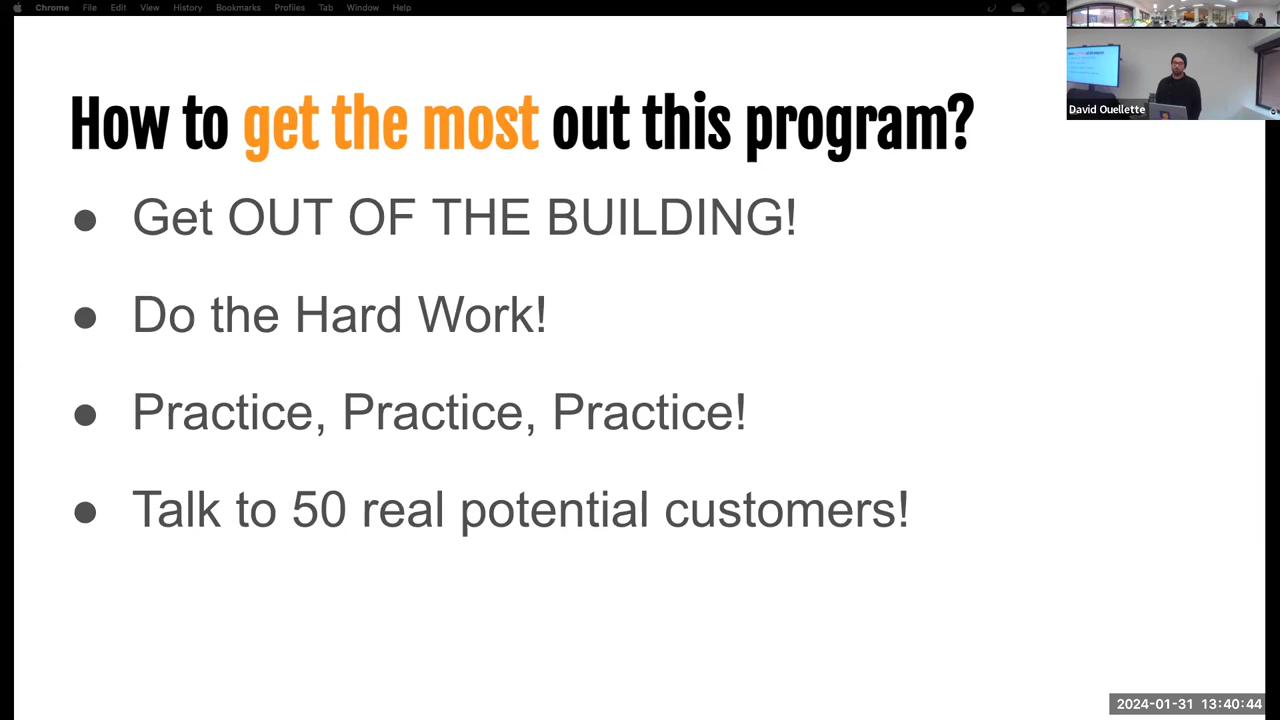 Chrome File Edit View History Bookmarks Profiles Tab Window Help
How to get the most out this program?
● Get OUT OF THE BUILDING!
● Do the Hard Work!
● Practice, Practice, Practice!
● Talk to 50 real potential customers!
David Ouellette
2024-01-31 13:40:44